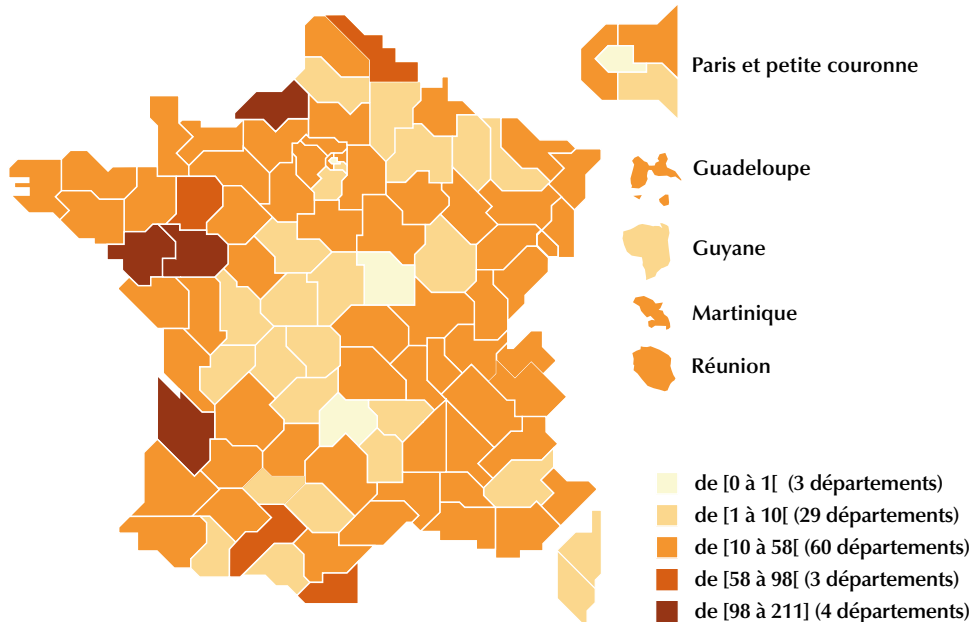 Paris et petite couronne
Guadeloupe
Guyane
Martinique
Réunion
de [0 à 1[ (3 départements)
de [1 à 10[ (29 départements)
de [10 à 58[ (60 départements)
de [58 à 98[ (3 départements)
de [98 à 211] (4 départements)